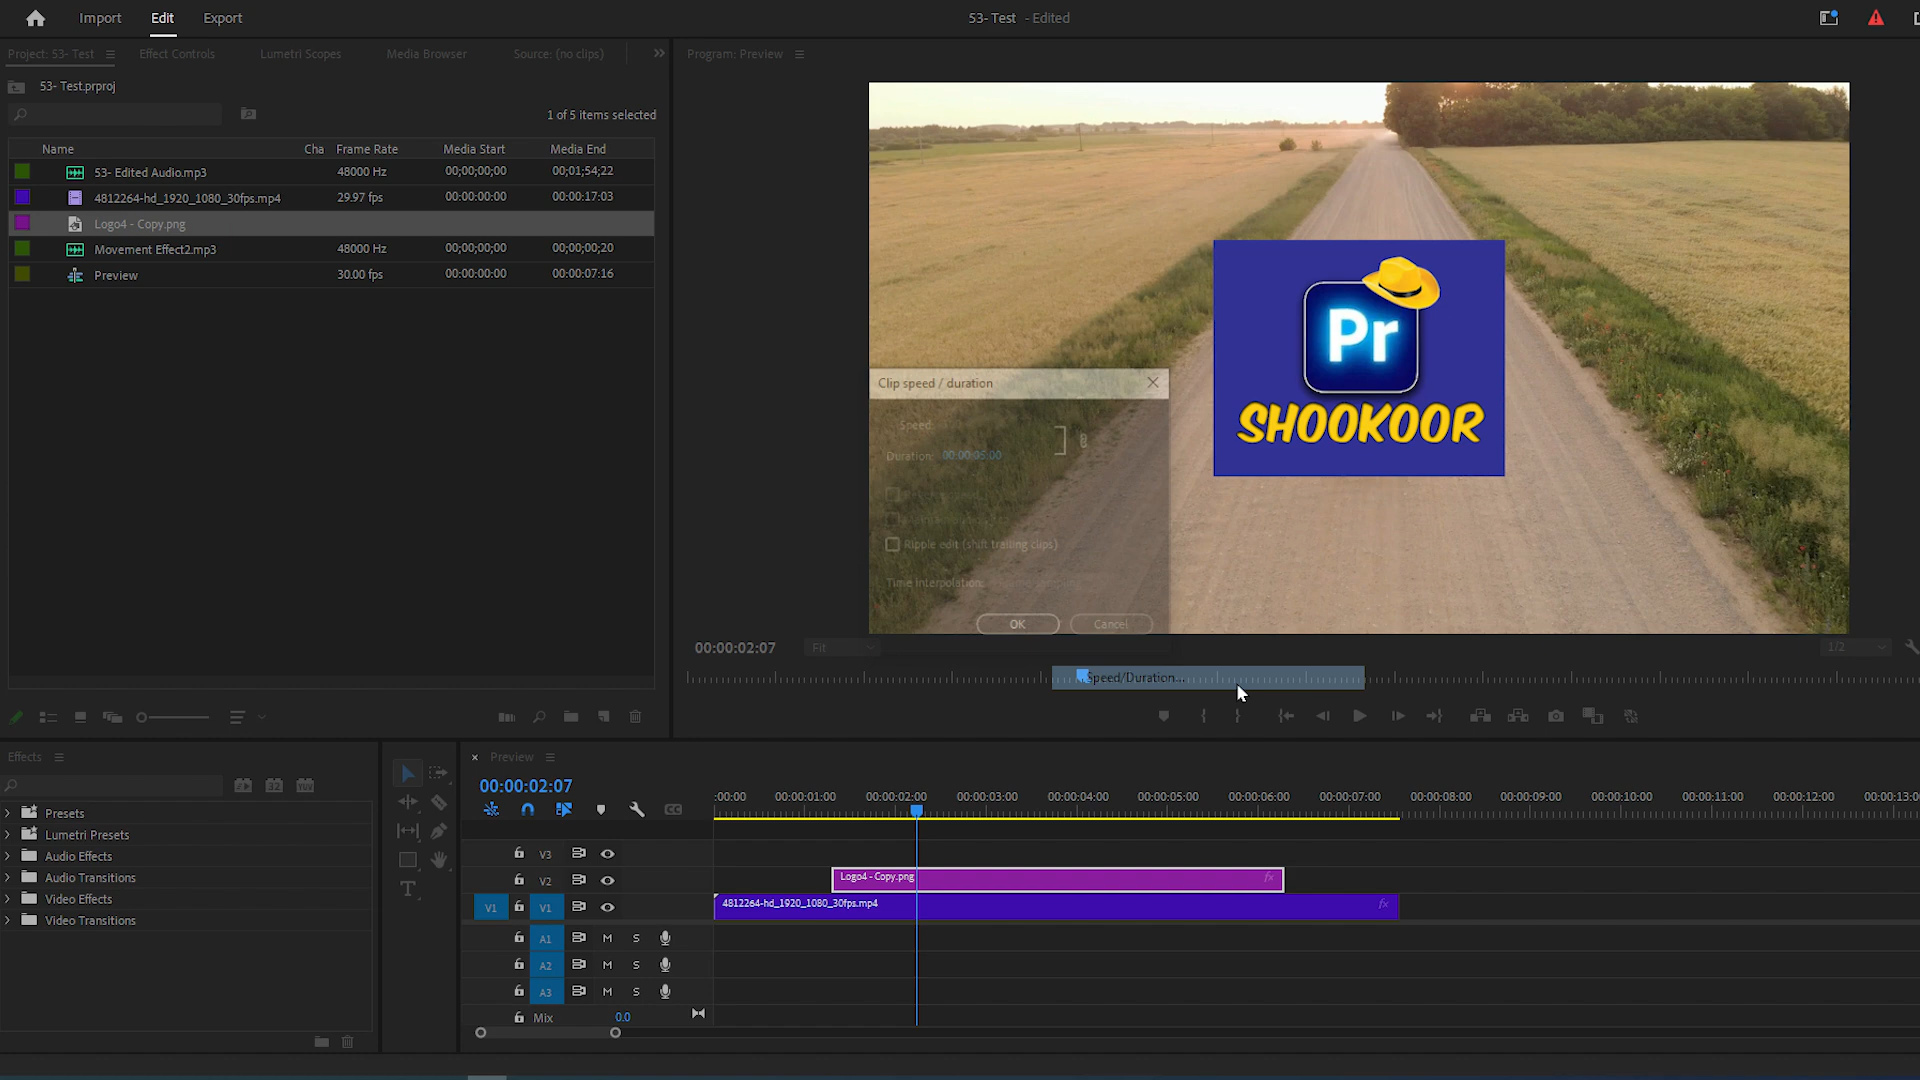 Import Edit Export
53- Test - Edited
Project: 53- Test
Effect Controls
Lumetri Scopes
Media Browser
Source: (no clips)
Program: Preview
53- Test.prproj
1 of 5 items selected
Name Cha Frame Rate Media Start Media End
53- Edited Audio.mp3 48000 Hz 00;00;00;00 00;01;54;22
4812264-hd_1920_1080_30fps.mp4 29.97 fps 00:00:00:00 00:00:17:03
Logo4 - Copy.png
Movement Effect2.mp3 48000 Hz 00;00;00;00 00;00;00;20
Preview 30.00 fps 00:00:00:00 00:00:07:16
Pr
SHOOKOOR
Clip speed / duration
Speed:
Duration: 00:00:05:00
Ripple edit (shift trailing clips)
Time interpolation:
OK Cancel
00:00:02:07 Fit 1/2
Speed/Duration...
Effects
32 YUV
Presets
Lumetri Presets
Audio Effects
Audio Transitions
Video Effects
Video Transitions
× Preview
00:00:02:07
CC
:00:00 00:00:01:00 00:00:02:00 00:00:03:00 00:00:04:00 00:00:05:00 00:00:06:00 00:00:07:00 00:00:08:00 00:00:09:00 00:00:10:00 00:00:11:00 00:00:12:00 00:00:13:0
V3
V2 Logo4 - Copy.png fx
V1 V1 4812264-hd_1920_1080_30fps.mp4 fx
A1 M S
A2 M S
A3 M S
Mix 0.0